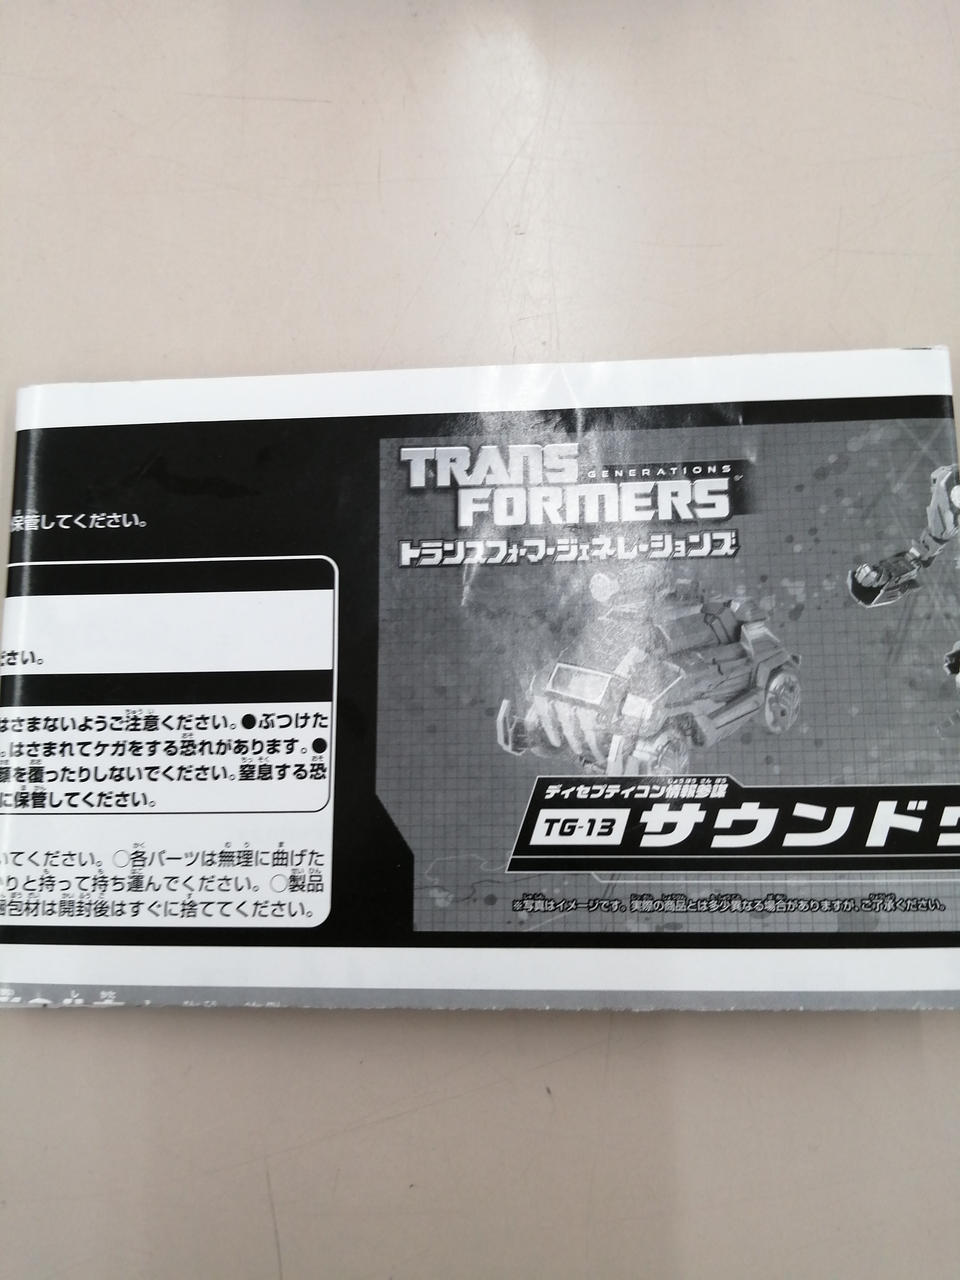 保管してください。
ださい。
はさまないようご注意ください。●ぶつけた
。はさまれてケガをする恐れがあります。●
顔を覆ったりしないでください。窒息する恐
に保管してください。
いてください。○各パーツは無理に曲げた
りと持って持ち運んでください。○製品
包材は開封後はすぐに捨ててください。
TRANSFORMERS
GENERATIONS
トランスフォーマージェネレーションズ
ディセプティコン情報参謀
TG-13 サウンドウ
※写真はイメージです。実際の商品とは多少異なる場合がありますが、ご了承ください。